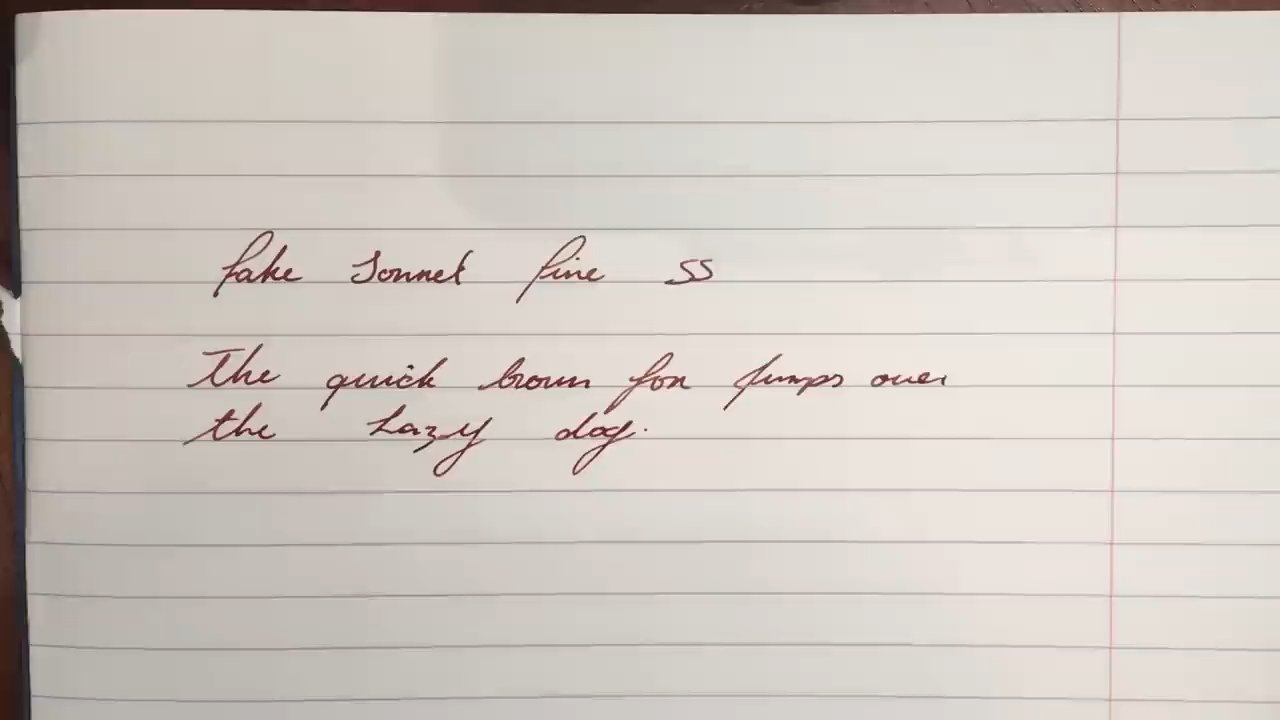 fake Sonnet fine SS
The quick brown fox jumps over
the Lazy dog.